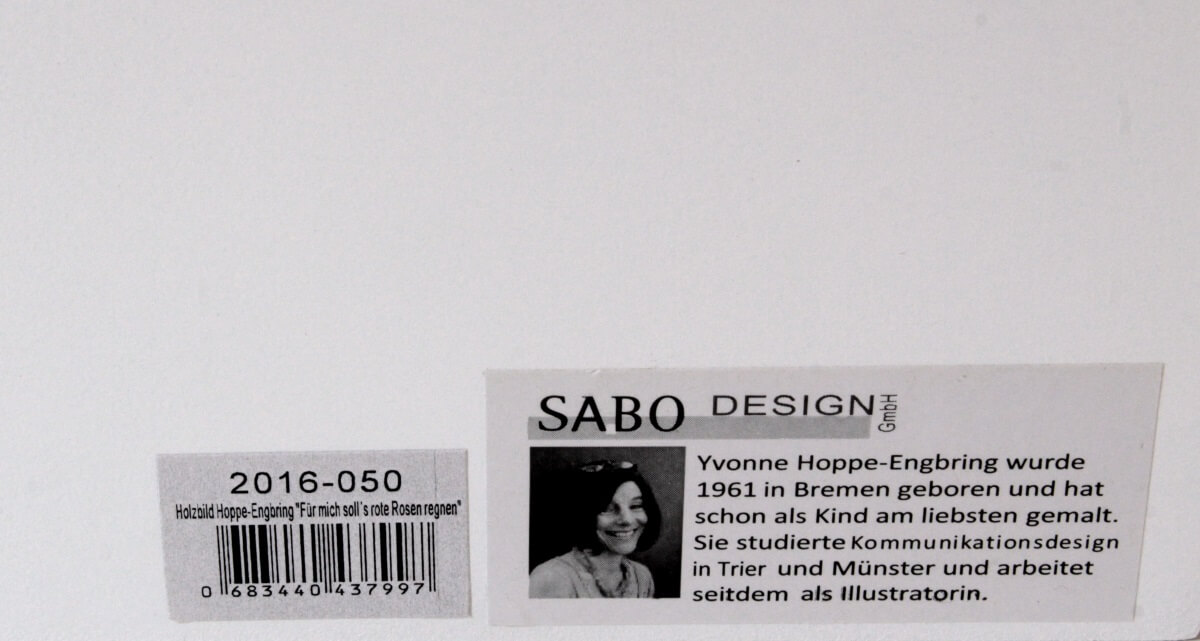 2016-050
Holzbild Hoppe-Engbring "Für mich soll`s rote Rosen regnen"
0 683440 437997
SABO DESIGN GmbH
Yvonne Hoppe-Engbring wurde
1961 in Bremen geboren und hat
schon als Kind am liebsten gemalt.
Sie studierte Kommunikationsdesign
in Trier und Münster und arbeitet
seitdem als Illustratorin.